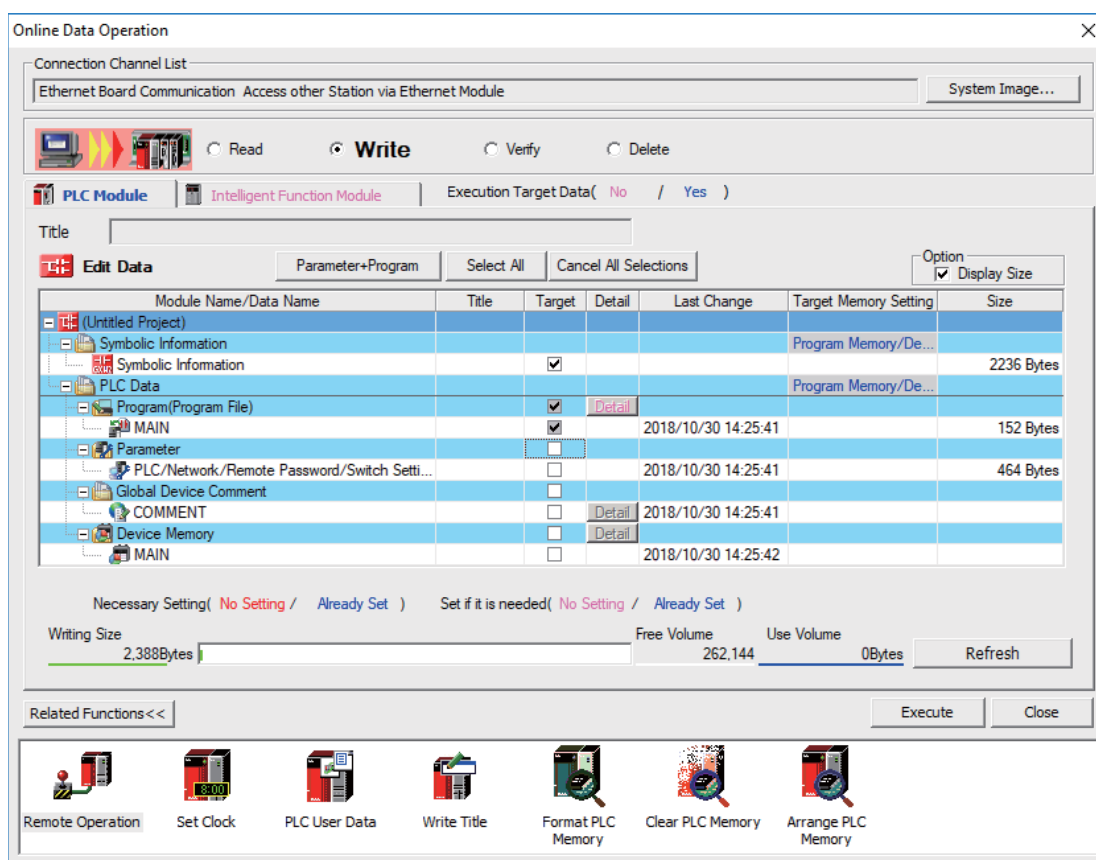 Online Data Operation
Connection Channel List
Ethernet Board Communication  Access other Station via Ethernet Module
System Image...
Read
Write
Verify
Delete
PLC Module
Intelligent Function Module
Execution Target Data( No / Yes )
Title
Edit Data
Parameter+Program
Select All
Cancel All Selections
Option
Display Size
Module Name/Data Name Title Target Detail Last Change Target Memory Setting Size
(Untitled Project)
Symbolic Information Program Memory/De...
Symbolic Information 2236 Bytes
PLC Data Program Memory/De...
Program(Program File) Detail
MAIN 2018/10/30 14:25:41 152 Bytes
Parameter
PLC/Network/Remote Password/Switch Setti... 2018/10/30 14:25:41 464 Bytes
Global Device Comment
COMMENT Detail 2018/10/30 14:25:41
Device Memory Detail
MAIN 2018/10/30 14:25:42
Necessary Setting( No Setting / Already Set ) Set if it is needed( No Setting / Already Set )
Writing Size Free Volume Use Volume
2,388Bytes 262,144 0Bytes
Refresh
Related Functions<<
Execute
Close
8:00
Remote Operation
Set Clock
PLC User Data
Write Title
Format PLC
Memory
Clear PLC Memory
Arrange PLC
Memory